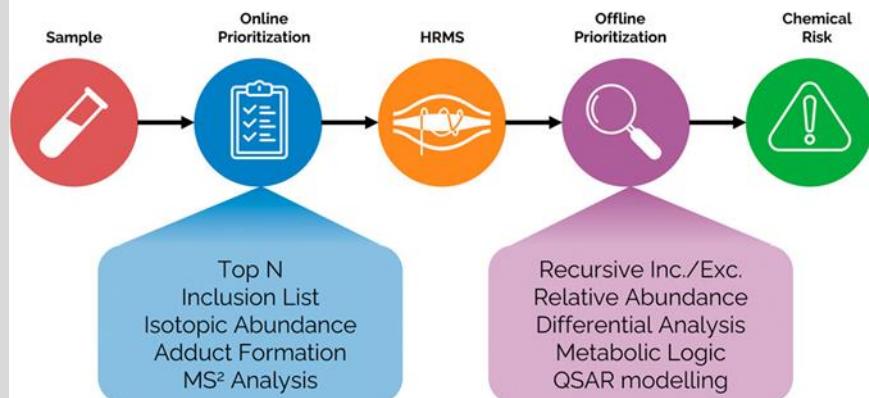 Sample
Online
Prioritization
HRMS
Offline
Prioritization
Chemical
Risk
Top N
Inclusion List
Isotopic Abundance
Adduct Formation
MS² Analysis
Recursive Inc./Exc.
Relative Abundance
Differential Analysis
Metabolic Logic
QSAR modelling